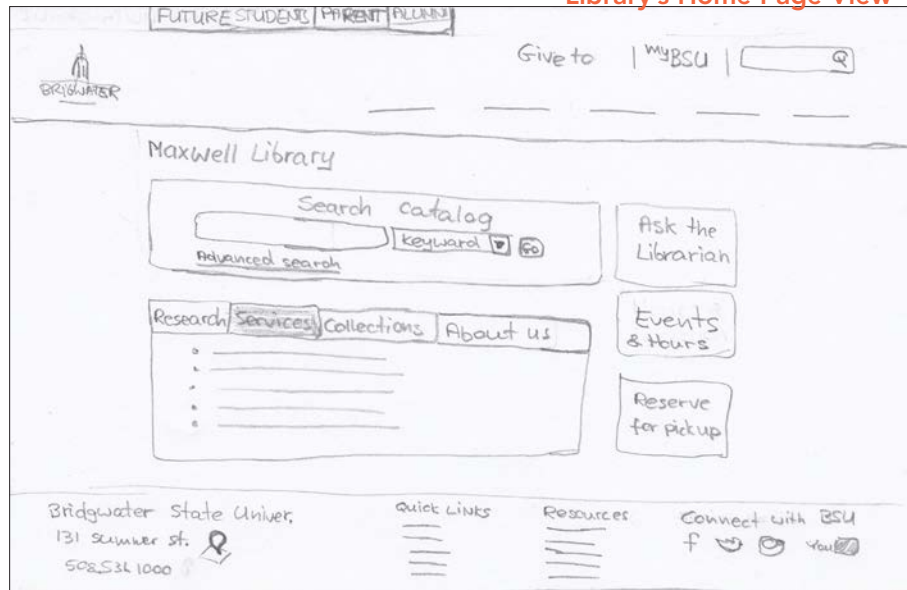 Library's Home Page View
FUTURE STUDENTS PARENT ALUMNI
Give to | myBSU |
BRIGWATER
Maxwell Library
Search Catalog
keyword GO
Advanced search
Ask the
Librarian
Research Services Collections About us
Events
& Hours
Reserve
for pickup
Bridgwater State Univer.
131 summer st.
508 531 1000
Quick Links
Resources
Connect with BSU
f You